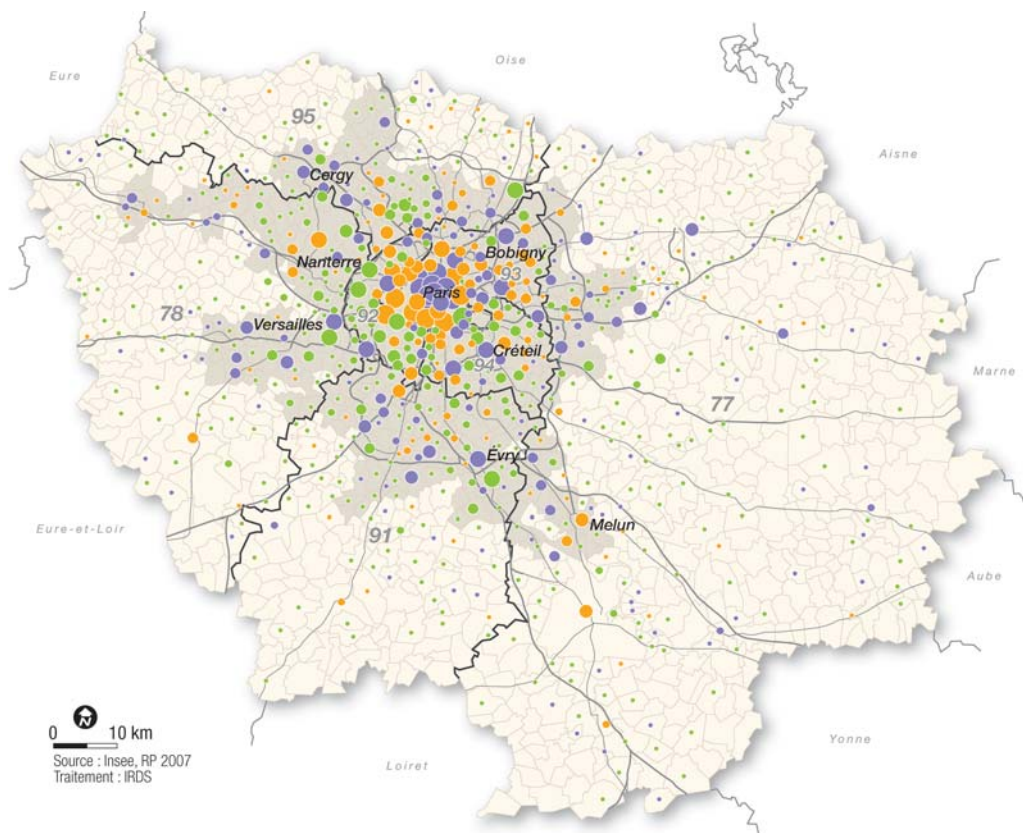 Eure
Oise
95
Aisne
Cergy
Nanterre
Bobigny
93
Paris
78
92
Versailles
Créteil
94
Marne
77
Évry
Eure-et-Loir
91
Melun
Aube
N
0 10 km
Source : Insee, RP 2007
Traitement : IRDS
Loiret
Yonne